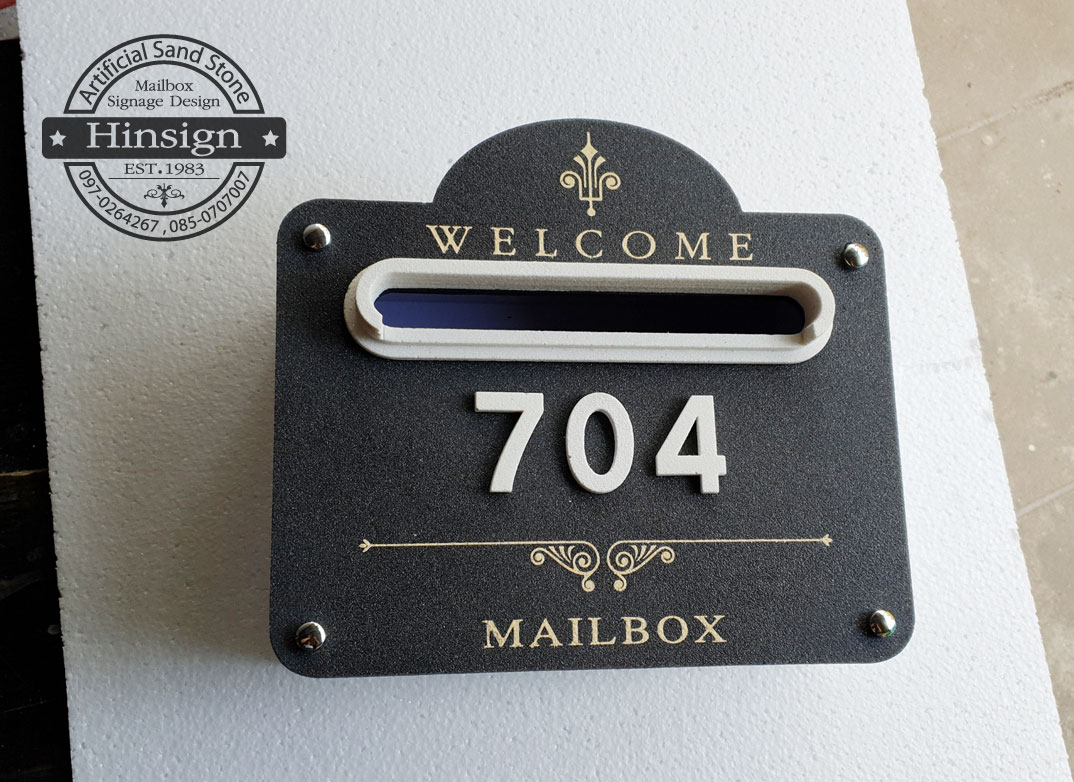 Artificial Sand Stone
Mailbox
Signage Design
Hinsign
EST.1983
097-0264267 , 085-0707007
WELCOME
704
MAILBOX